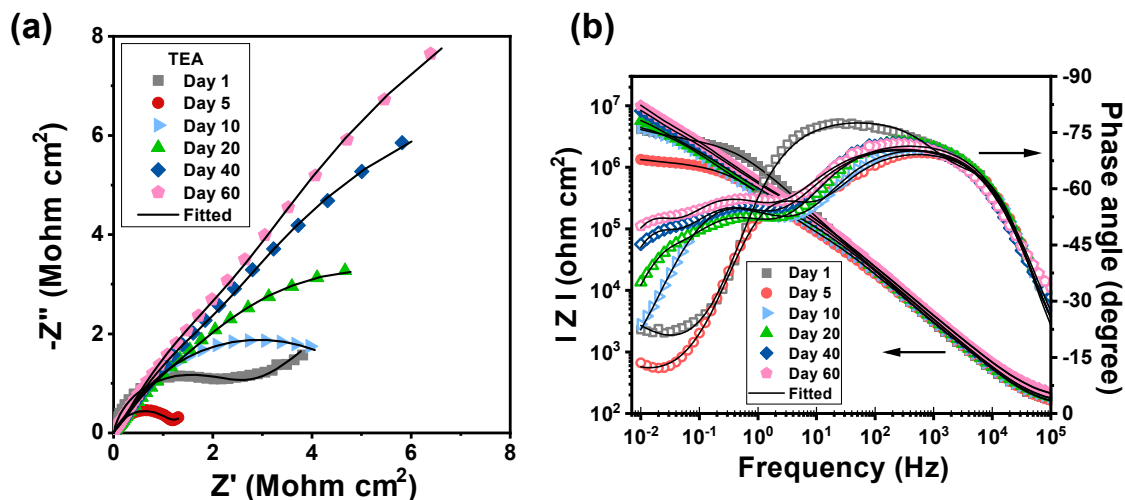 (a)
-Z'' (Mohm cm²)
8
6
4
2
0
TEA
Day 1
Day 5
Day 10
Day 20
Day 40
Day 60
Fitted
0 2 4 6 8
Z' (Mohm cm²)
(b)
I Z I (ohm cm²)
10⁷
10⁶
10⁵
10⁴
10³
10²
Day 1
Day 5
Day 10
Day 20
Day 40
Day 60
Fitted
-90
-75
-60
-45
-30
-15
0
Phase angle (degree)
10⁻² 10⁻¹ 10⁰ 10¹ 10² 10³ 10⁴ 10⁵
Frequency (Hz)